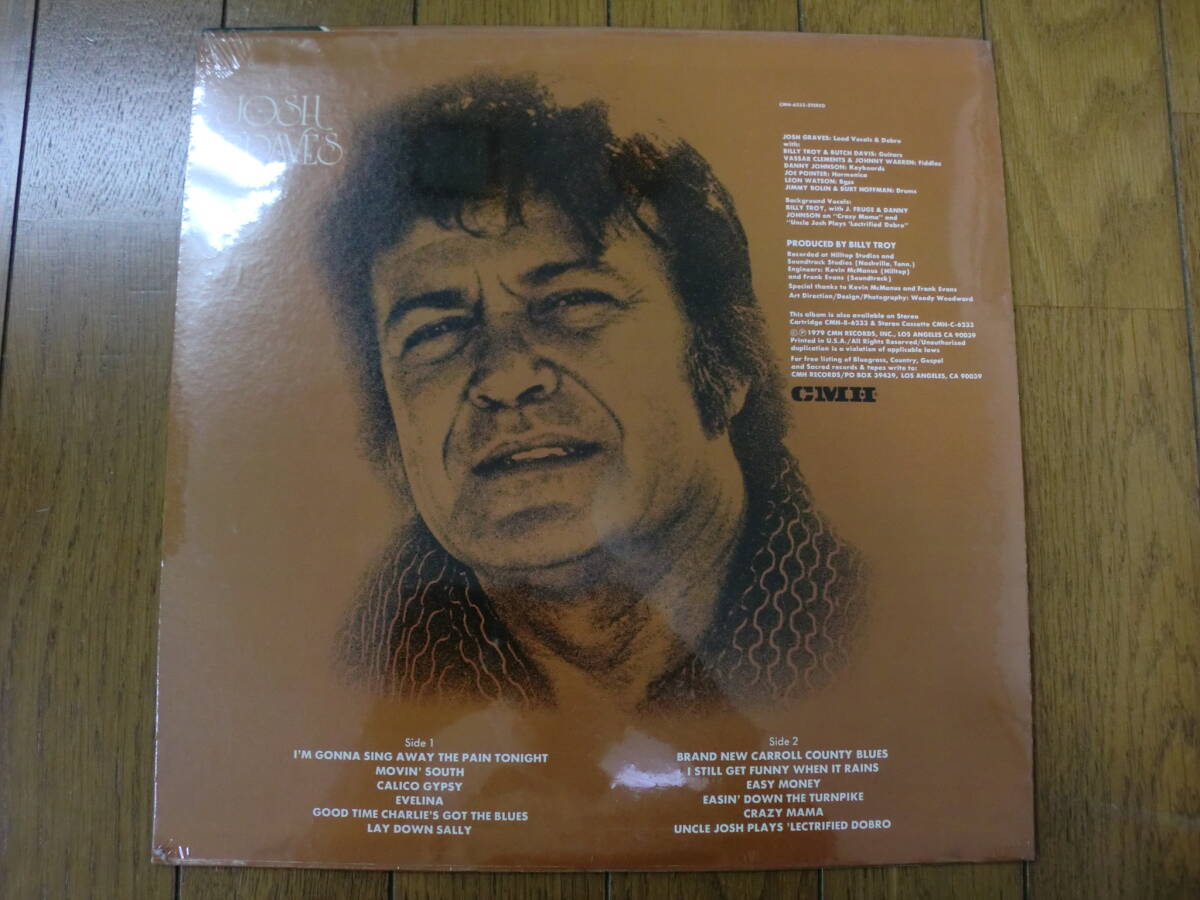 JOSH
GRAVES
CMH-6233-STEREO
JOSH GRAVES: Lead Vocals & Dobro
with:
BILLY TROY & BUTCH DAVIS: Guitars
VASSAR CLEMENTS & JOHNNY WARREN: Fiddles
DANNY JOHNSON: Keyboards
JOE POINTER: Harmonica
LEON WATSON: Bass
JIMMY BOLIN & BURT HOFFMAN: Drums
Background Vocals:
BILLY TROY, with J. FRUGE & DANNY
JOHNSON on "Crazy Mama" and
"Uncle Josh Plays 'Lectrified Dobro"
PRODUCED BY BILLY TROY
Recorded at Hilltop Studios and
Soundtrack Studios (Nashville, Tenn.)
Engineers: Kevin McManus (Hilltop)
and Frank Evans (Soundtrack)
Special thanks to Kevin McManus and Frank Evans
Art Direction/Design/Photography: Woody Woodward
This album is also available on Stereo
Cartridge CMH-8-6233 & Stereo Cassette CMH-C-6233
©℗ 1979 CMH RECORDS, INC., LOS ANGELES CA 90039
Printed in U.S.A./All Rights Reserved/Unauthorized
duplication is a violation of applicable laws
For free listing of Bluegrass, Country, Gospel
and Sacred records & tapes write to:
CMH RECORDS/PO BOX 39439, LOS ANGELES, CA 90039
CMH
Side 1
I'M GONNA SING AWAY THE PAIN TONIGHT
MOVIN' SOUTH
CALICO GYPSY
EVELINA
GOOD TIME CHARLIE'S GOT THE BLUES
LAY DOWN SALLY
Side 2
BRAND NEW CARROLL COUNTY BLUES
I STILL GET FUNNY WHEN IT RAINS
EASY MONEY
EASIN' DOWN THE TURNPIKE
CRAZY MAMA
UNCLE JOSH PLAYS 'LECTRIFIED DOBRO